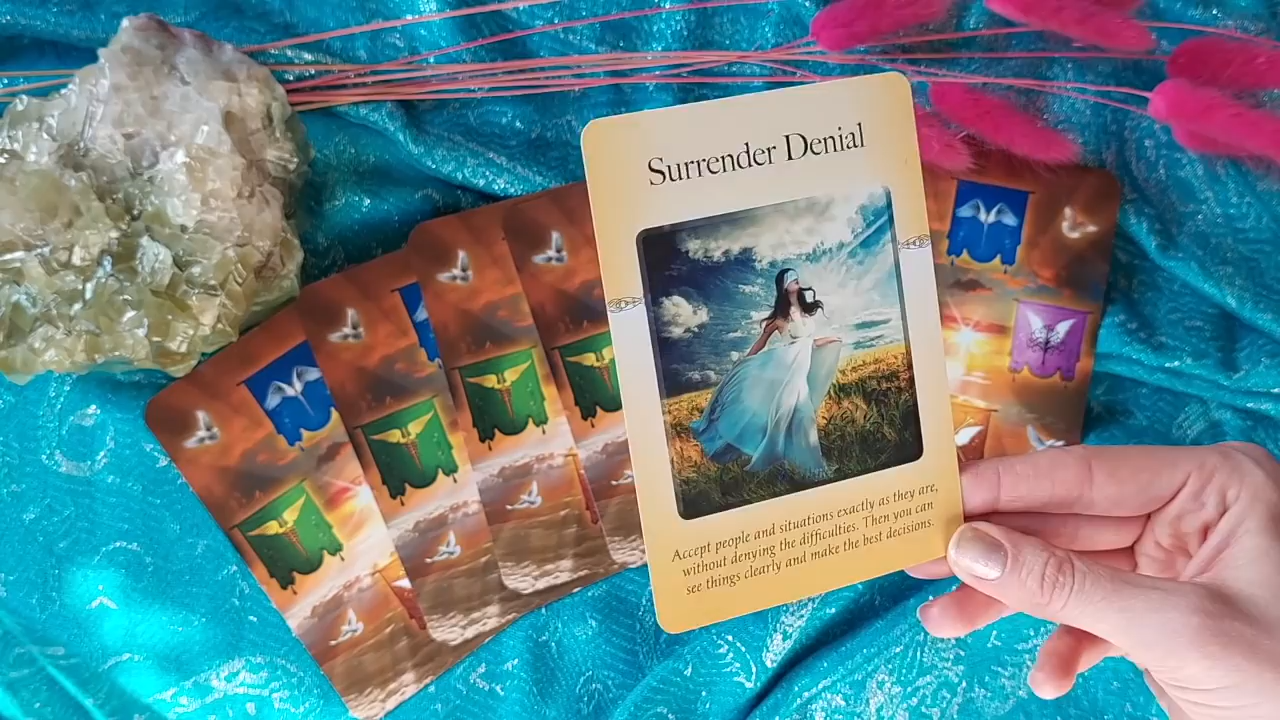 Surrender Denial
Accept people and situations exactly as they are,
without denying the difficulties. Then you can
see things clearly and make the best decisions.